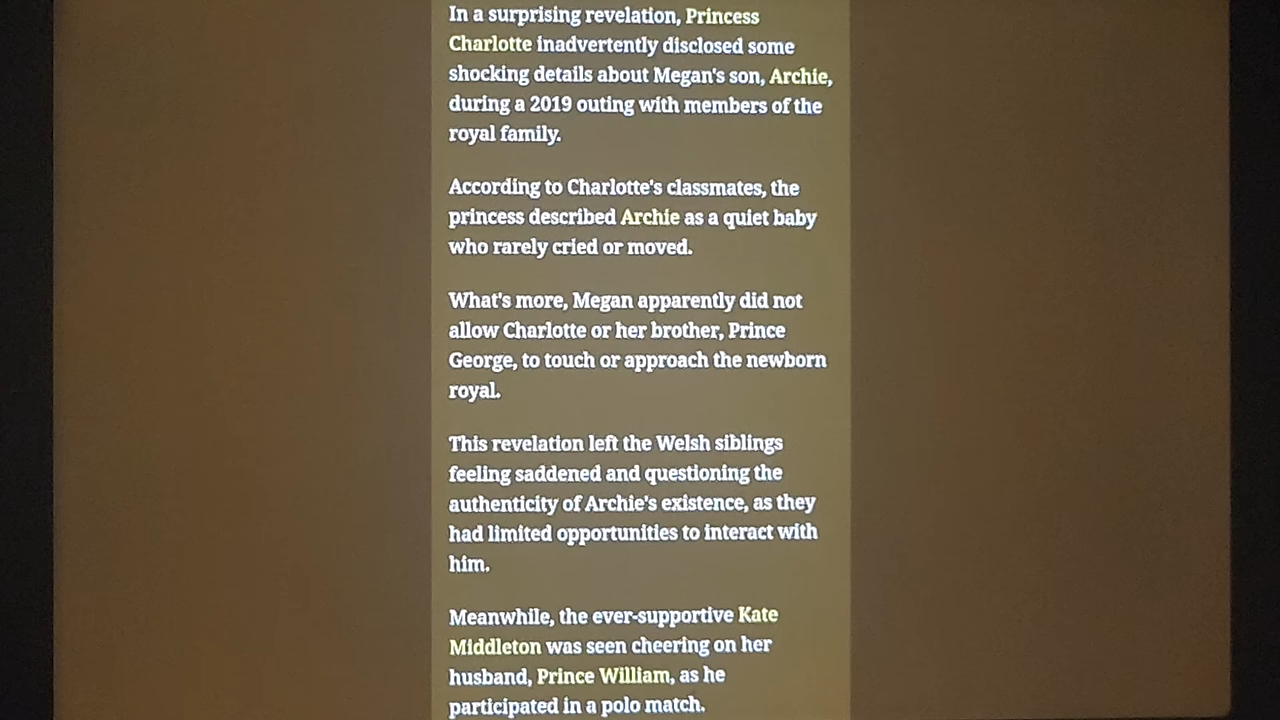 In a surprising revelation, Princess
Charlotte inadvertently disclosed some
shocking details about Megan's son, Archie,
during a 2019 outing with members of the
royal family.
According to Charlotte's classmates, the
princess described Archie as a quiet baby
who rarely cried or moved.
What's more, Megan apparently did not
allow Charlotte or her brother, Prince
George, to touch or approach the newborn
royal.
This revelation left the Welsh siblings
feeling saddened and questioning the
authenticity of Archie's existence, as they
had limited opportunities to interact with
him.
Meanwhile, the ever-supportive Kate
Middleton was seen cheering on her
husband, Prince William, as he
participated in a polo match.